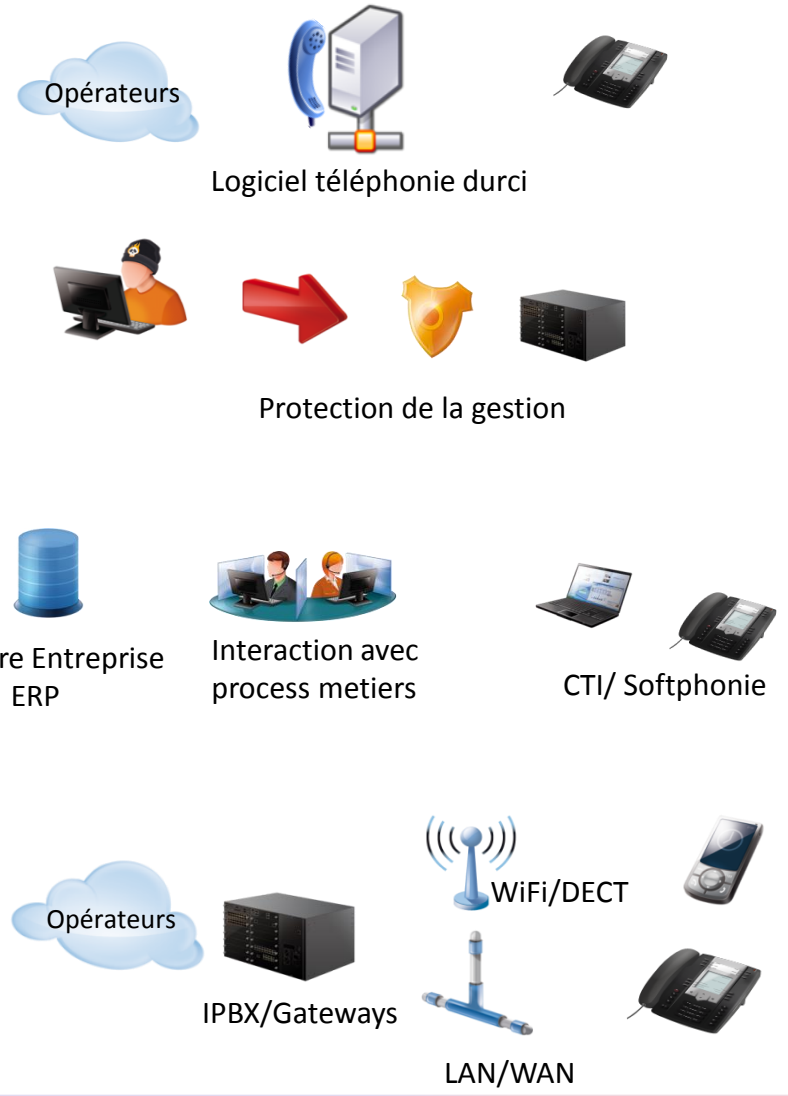 Opérateurs
Logiciel téléphonie durci
Protection de la gestion
re Entreprise
ERP
Interaction avec
process metiers
CTI/ Softphonie
WiFi/DECT
Opérateurs
IPBX/Gateways
LAN/WAN